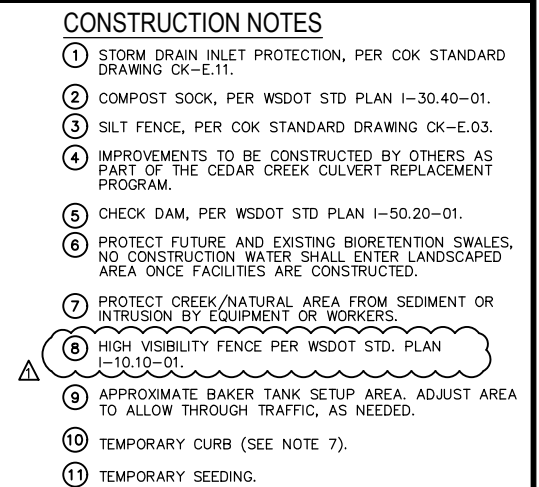 CONSTRUCTION NOTES
1 STORM DRAIN INLET PROTECTION, PER COK STANDARD
DRAWING CK-E.11.
2 COMPOST SOCK, PER WSDOT STD PLAN I-30.40-01.
3 SILT FENCE, PER COK STANDARD DRAWING CK-E.03.
4 IMPROVEMENTS TO BE CONSTRUCTED BY OTHERS AS
PART OF THE CEDAR CREEK CULVERT REPLACEMENT
PROGRAM.
5 CHECK DAM, PER WSDOT STD PLAN I-50.20-01.
6 PROTECT FUTURE AND EXISTING BIORETENTION SWALES,
NO CONSTRUCTION WATER SHALL ENTER LANDSCAPED
AREA ONCE FACILITIES ARE CONSTRUCTED.
7 PROTECT CREEK/NATURAL AREA FROM SEDIMENT OR
INTRUSION BY EQUIPMENT OR WORKERS.
8 HIGH VISIBILITY FENCE PER WSDOT STD. PLAN
1 I-10.10-01.
9 APPROXIMATE BAKER TANK SETUP AREA. ADJUST AREA
TO ALLOW THROUGH TRAFFIC, AS NEEDED.
10 TEMPORARY CURB (SEE NOTE 7).
11 TEMPORARY SEEDING.